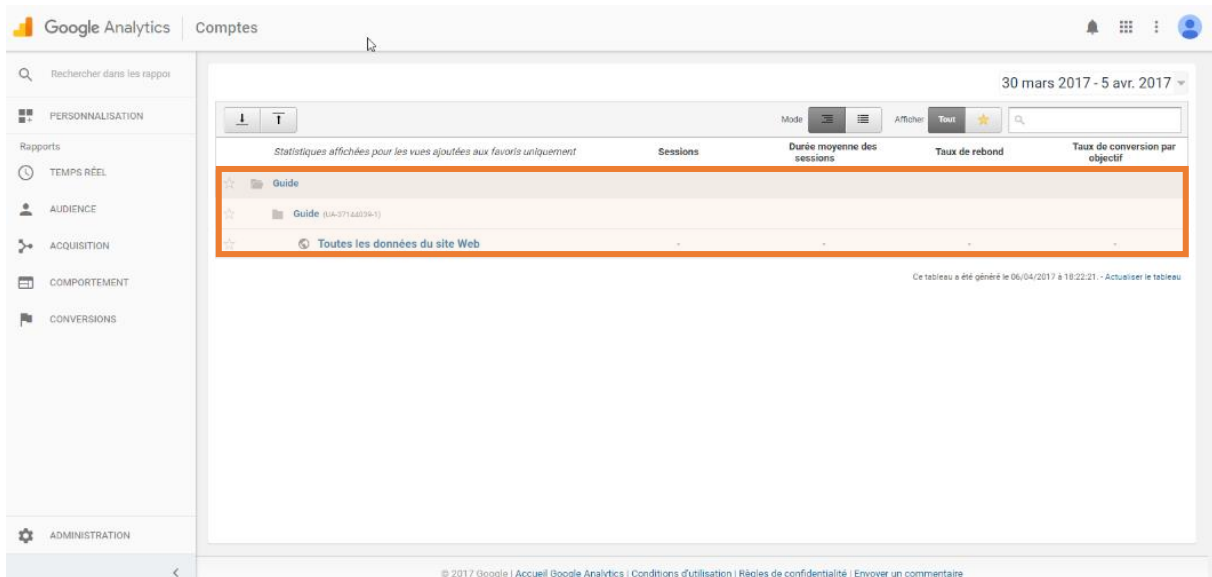 Google Analytics Comptes
Rechercher dans les rappor
30 mars 2017 - 5 avr. 2017
PERSONNALISATION
Mode Afficher Tout
Rapports
Statistiques affichées pour les vues ajoutées aux favoris uniquement Sessions Durée moyenne des sessions Taux de rebond Taux de conversion par objectif
TEMPS RÉEL
Guide
AUDIENCE
Guide (UA-37144039-1)
ACQUISITION
Toutes les données du site Web - - - -
COMPORTEMENT
Ce tableau a été généré le 06/04/2017 à 18:22:21. - Actualiser le tableau
CONVERSIONS
ADMINISTRATION
© 2017 Google | Accueil Google Analytics | Conditions d'utilisation | Règles de confidentialité | Envoyer un commentaire